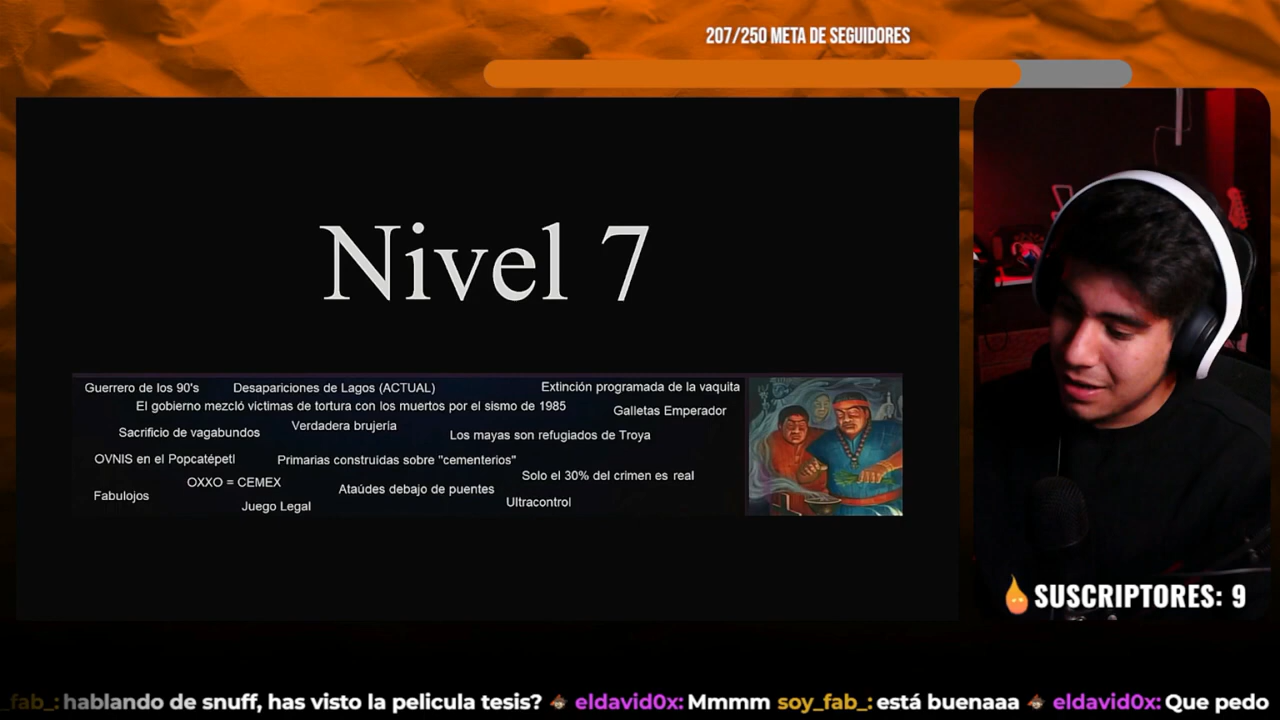 207/250 META DE SEGUIDORES
Nivel 7
Guerrero de los 90's
Desapariciones de Lagos (ACTUAL)
Extinción programada de la vaquita
El gobierno mezcló victimas de tortura con los muertos por el sismo de 1985
Galletas Emperador
Sacrificio de vagabundos
Verdadera brujeria
Los mayas son refugiados de Troya
OVNIS en el Popcatépetl
Primarias construídas sobre "cementerios"
Solo el 30% del crimen es real
OXXO = CEMEX
Ataúdes debajo de puentes
Fabulojos
Ultracontrol
Juego Legal
SUSCRIPTORES: 9
_fab_: hablando de snuff, has visto la pelicula tesis? eldavid0x: Mmmm soy_fab_: está buenaaa eldavid0x: Que pedo